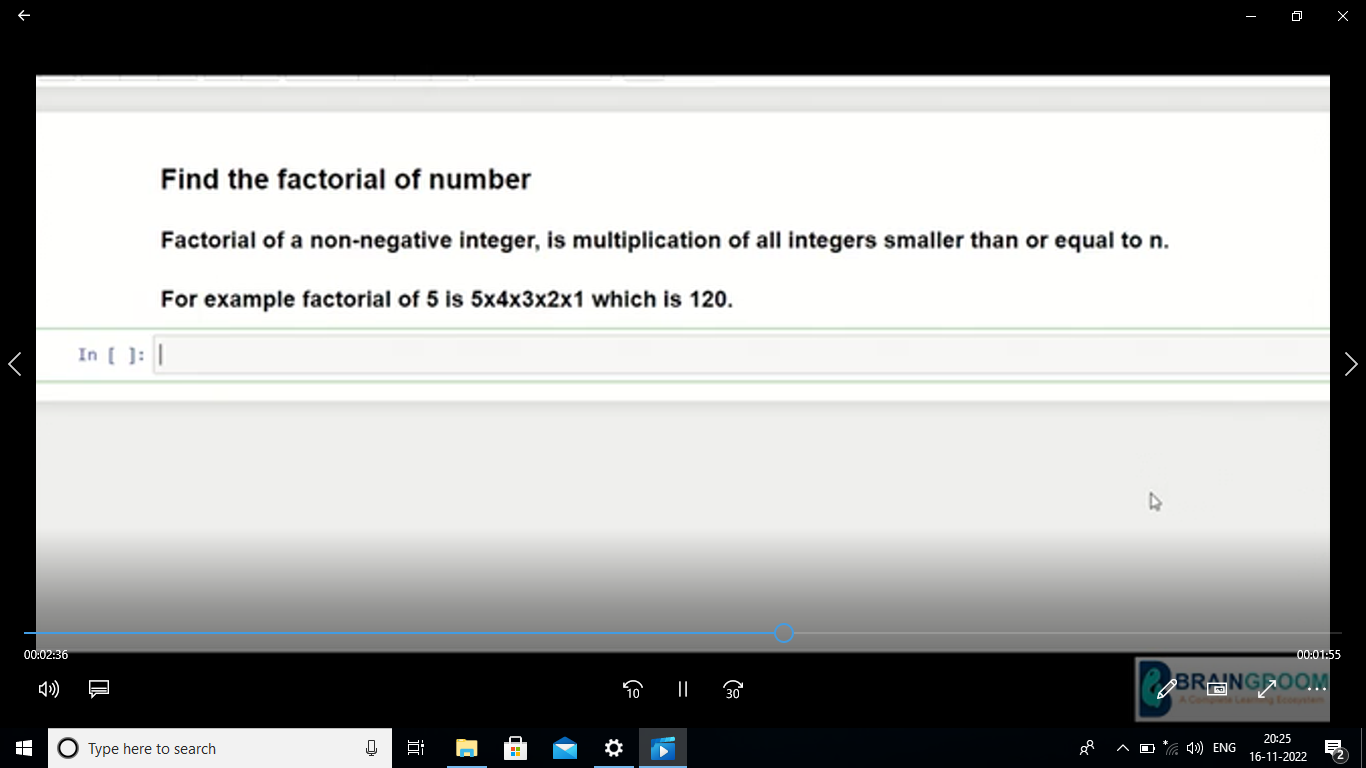 Find the factorial of number
Factorial of a non-negative integer, is multiplication of all integers smaller than or equal to n.
For example factorial of 5 is 5x4x3x2x1 which is 120.
In [ ]:
00:02:36
00:01:55
10
30
BRAINGROOM
A Complete Learning Ecosystem
Type here to search
ENG
20:25
16-11-2022
2